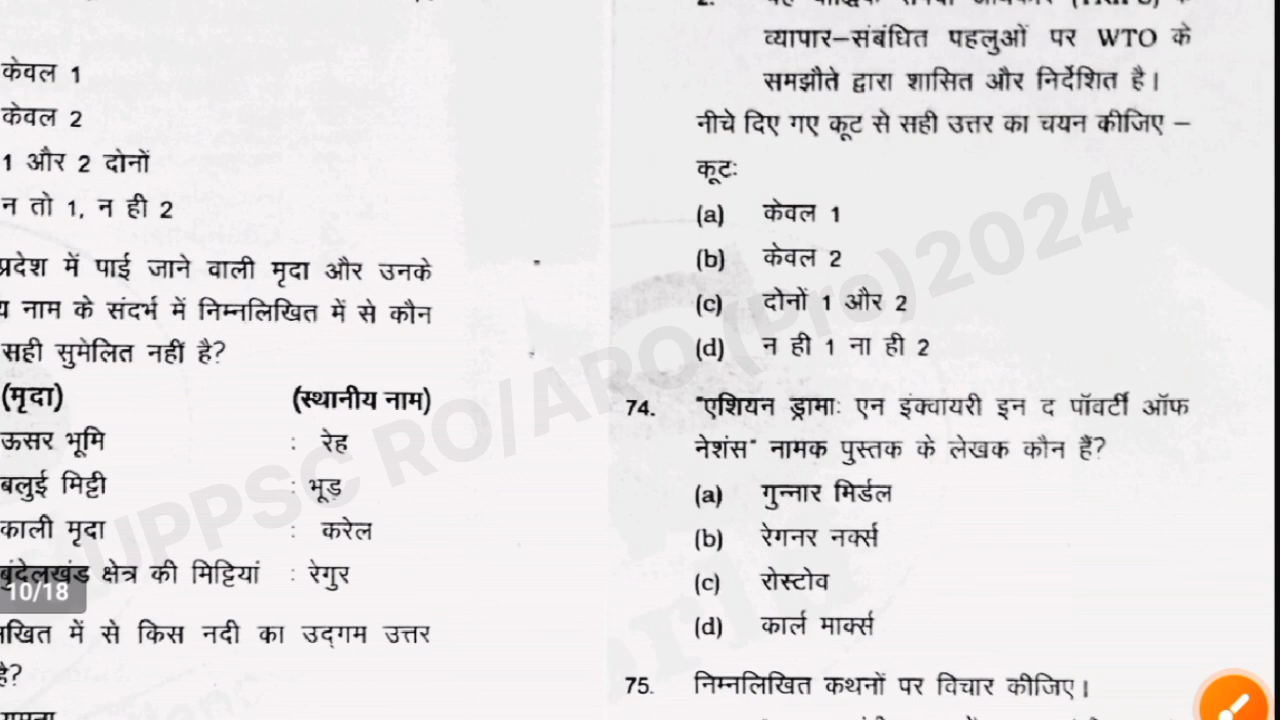 केवल 1
केवल 2
1 और 2 दोनों
न तो 1, न ही 2
प्रदेश में पाई जाने वाली मृदा और उनके
नाम के संदर्भ में निम्नलिखित में से कौन
सही सुमेलित नहीं है?
(मृदा) (स्थानीय नाम)
ऊसर भूमि : रेह
बलुई मिट्टी : भूड़
काली मृदा : करेल
बुंदेलखंड क्षेत्र की मिट्टियां : रेगुर
10/18
में से किस नदी का उद्गम उत्तर
है?
2.
व्यापार-संबंधित पहलुओं पर WTO के
समझौते द्वारा शासित और निर्देशित है।
नीचे दिए गए कूट से सही उत्तर का चयन कीजिए –
कूटः
(a) केवल 1
(b) केवल 2
(c) दोनों 1 और 2
(d) न ही 1 ना ही 2
74. "एशियन ड्रामाः एन इंक्वायरी इन द पॉवर्टी ऑफ
नेशंस" नामक पुस्तक के लेखक कौन हैं?
(a) गुन्नार मिर्डल
(b) रेगनर नर्क्स
(c) रोस्टोव
(d) कार्ल मार्क्स
75. निम्नलिखित कथनों पर विचार कीजिए।
UPPSC RO/ARO (Pre) 2024